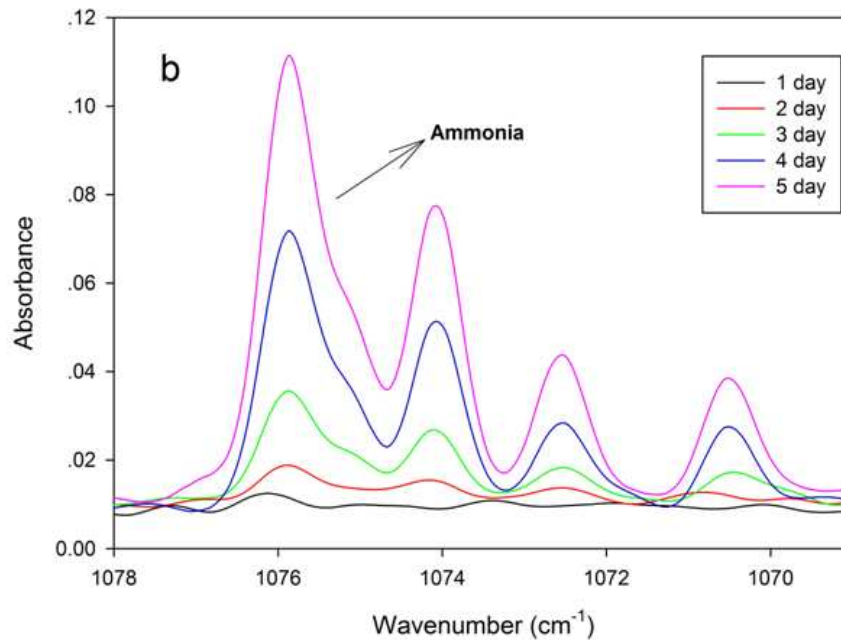 b
Ammonia
1 day
2 day
3 day
4 day
5 day
Absorbance
.12
.10
.08
.06
.04
.02
0.00
1078
1076
1074
1072
1070
Wavenumber (cm⁻¹)